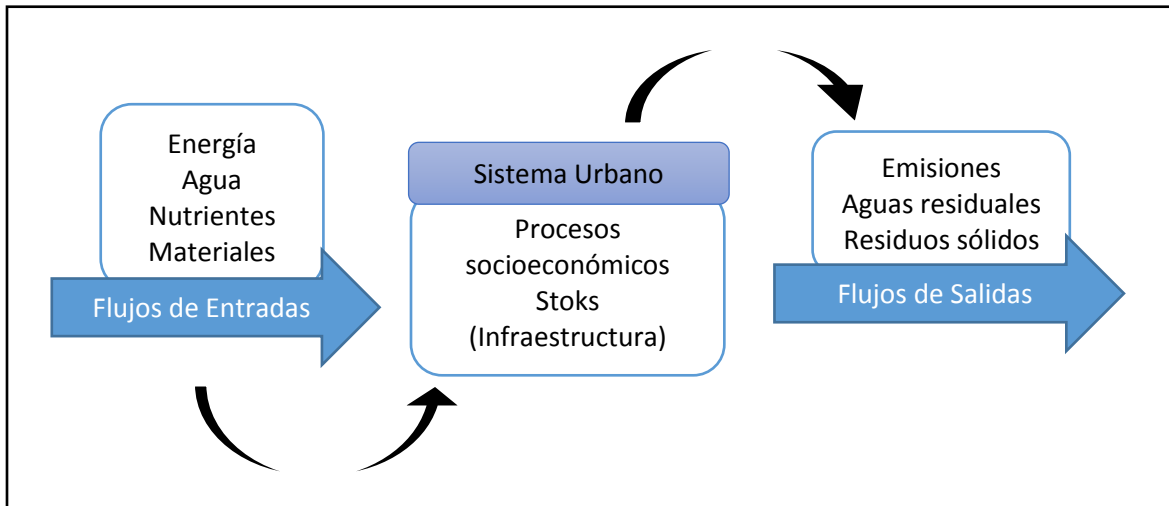 Energía
Agua
Nutrientes
Materiales
Flujos de Entradas
Sistema Urbano
Procesos
socioeconómicos
Stoks
(Infraestructura)
Emisiones
Aguas residuales
Residuos sólidos
Flujos de Salidas